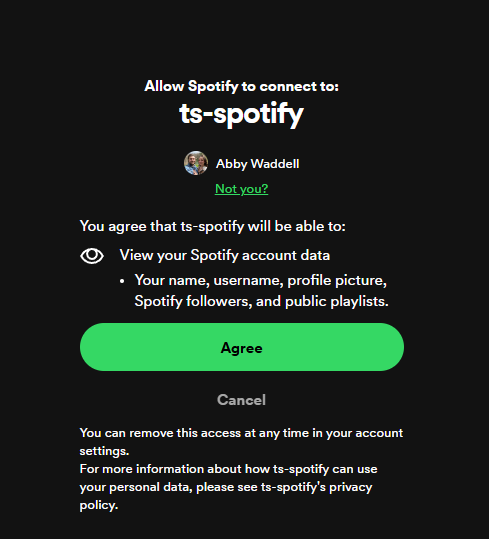 Allow Spotify to connect to:
ts-spotify
Abby Waddell
Not you?
You agree that ts-spotify will be able to:
View your Spotify account data
• Your name, username, profile picture,
Spotify followers, and public playlists.
Agree
Cancel
You can remove this access at any time in your account
settings.
For more information about how ts-spotify can use
your personal data, please see ts-spotify's privacy
policy.